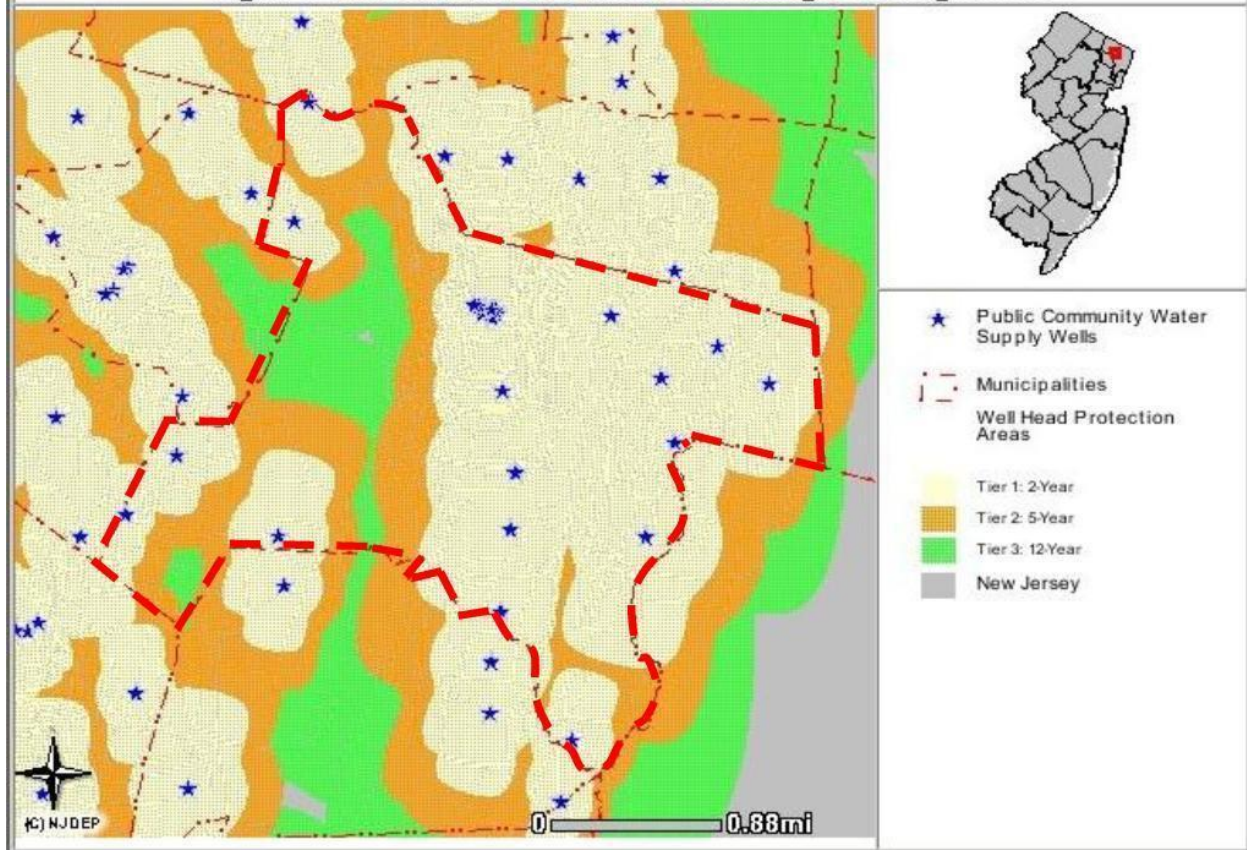 Public Community Water
Supply Wells
Municipalities
Well Head Protection
Areas
Tier 1: 2-Year
Tier 2: 5-Year
Tier 3: 12-Year
New Jersey
(C) NJDEP
0 0.88mi